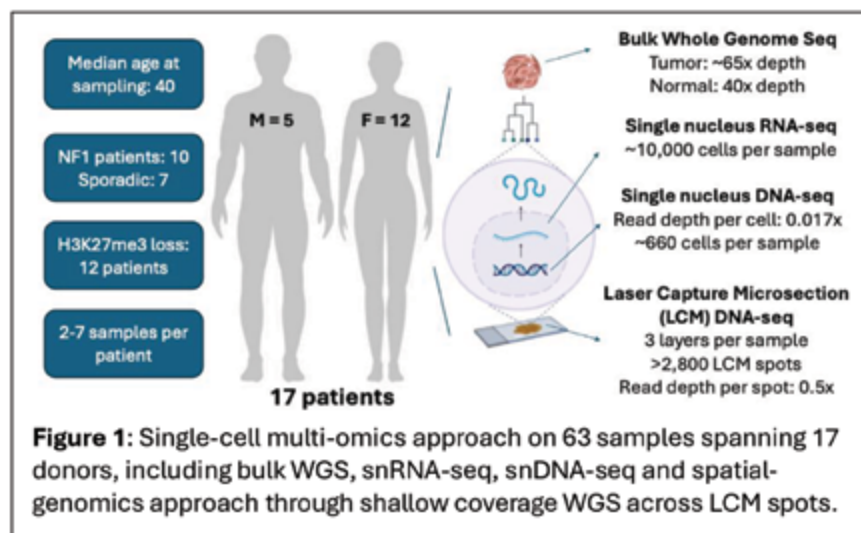 Median age at
sampling: 40
NF1 patients: 10
Sporadic: 7
H3K27me3 loss:
12 patients
2-7 samples per
patient
M = 5
F = 12
17 patients
Bulk Whole Genome Seq
Tumor: ~65x depth
Normal: 40x depth
Single nucleus RNA-seq
~10,000 cells per sample
Single nucleus DNA-seq
Read depth per cell: 0.017x
~660 cells per sample
Laser Capture Microsection
(LCM) DNA-seq
3 layers per sample
>2,800 LCM spots
Read depth per spot: 0.5x
Figure 1: Single-cell multi-omics approach on 63 samples spanning 17
donors, including bulk WGS, snRNA-seq, snDNA-seq and spatial-
genomics approach through shallow coverage WGS across LCM spots.